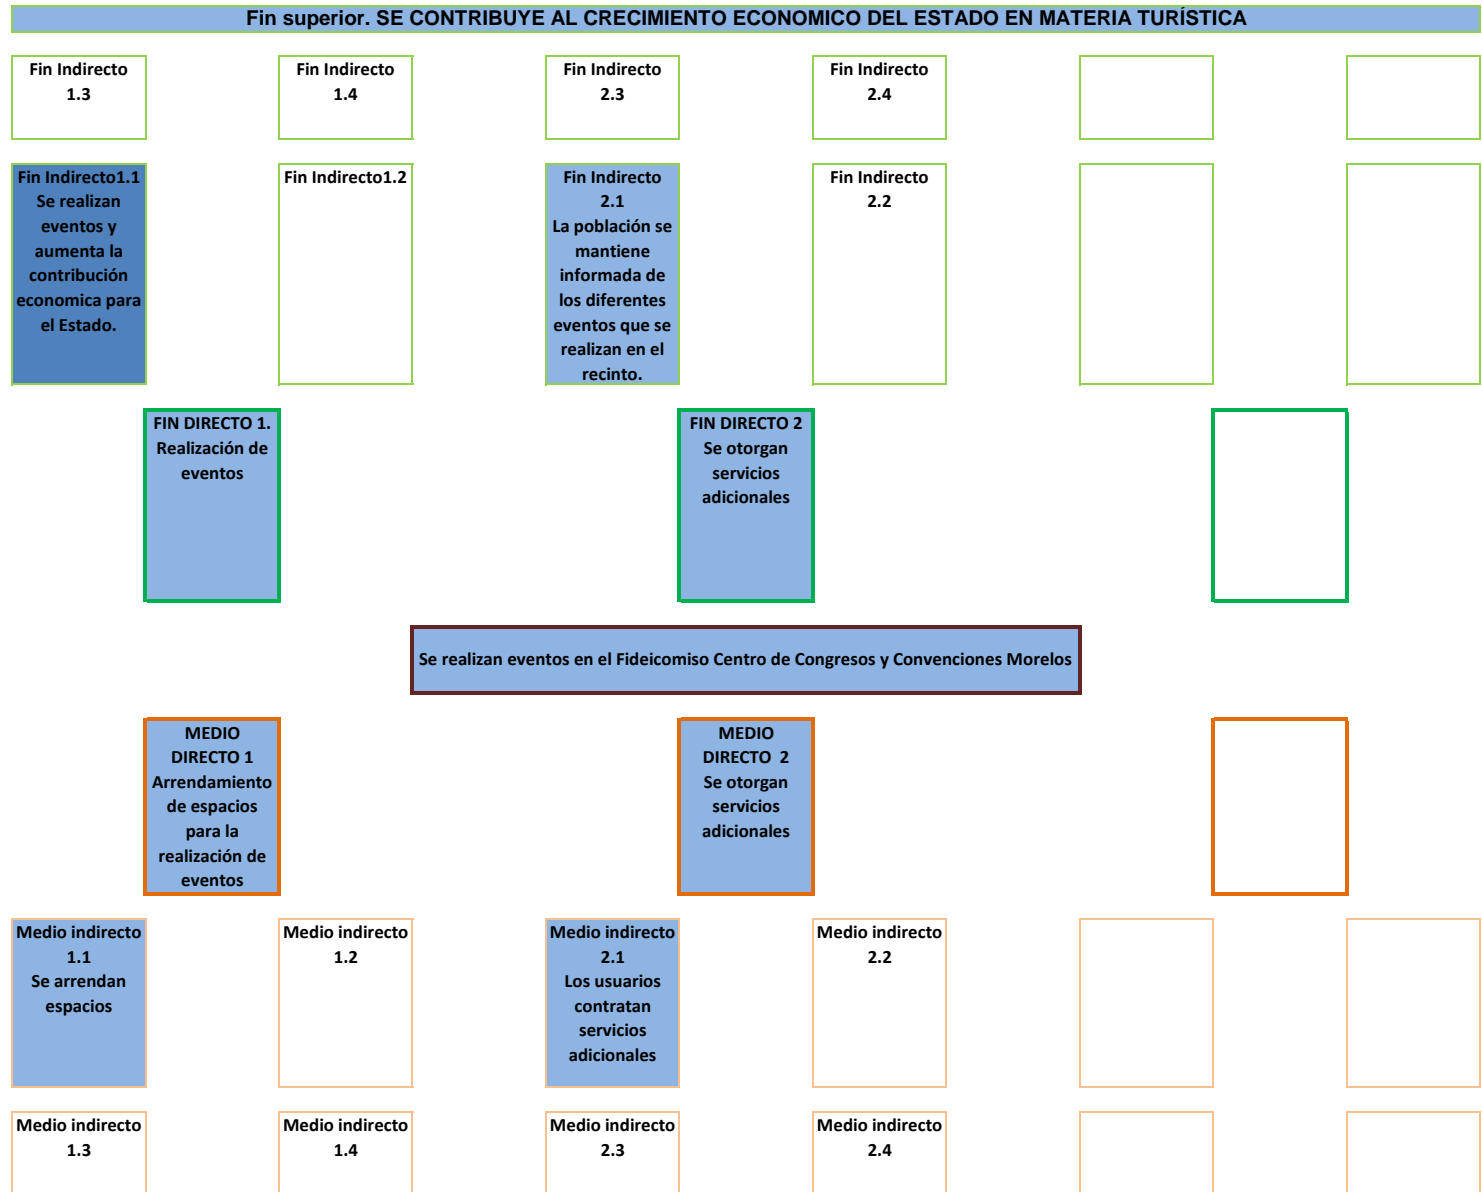 Fin superior. SE CONTRIBUYE AL CRECIMIENTO ECONOMICO DEL ESTADO EN MATERIA TURÍSTICA
Fin Indirecto
1.3
Fin Indirecto
1.4
Fin Indirecto
2.3
Fin Indirecto
2.4
Fin Indirecto1.1
Se realizan
eventos y
aumenta la
contribución
economica para
el Estado.
Fin Indirecto1.2
Fin Indirecto
2.1
La población se
mantiene
informada de
los diferentes
eventos que se
realizan en el
recinto.
Fin Indirecto
2.2
FIN DIRECTO 1.
Realización de
eventos
FIN DIRECTO 2
Se otorgan
servicios
adicionales
Se realizan eventos en el Fideicomiso Centro de Congresos y Convenciones Morelos
MEDIO
DIRECTO 1
Arrendamiento
de espacios
para la
realización de
eventos
MEDIO
DIRECTO  2
Se otorgan
servicios
adicionales
Medio indirecto
1.1
Se arrendan
espacios
Medio indirecto
1.2
Medio indirecto
2.1
Los usuarios
contratan
servicios
adicionales
Medio indirecto
2.2
Medio indirecto
1.3
Medio indirecto
1.4
Medio indirecto
2.3
Medio indirecto
2.4